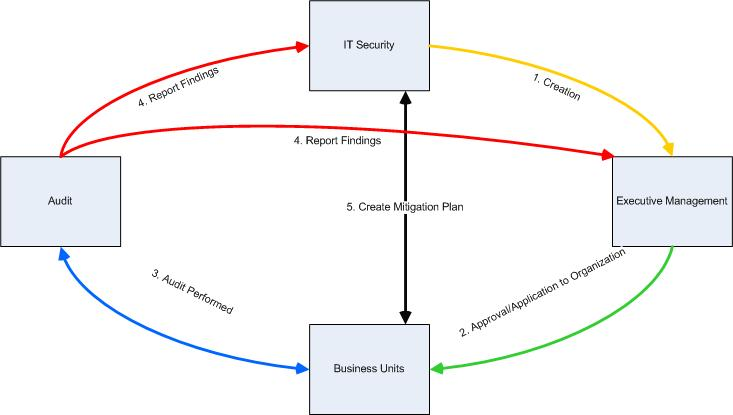 IT Security
4. Report Findings
1. Creation
4. Report Findings
Audit
5. Create Mitigation Plan
Executive Management
3. Audit Performed
2. Approval/Application to Organization
Business Units